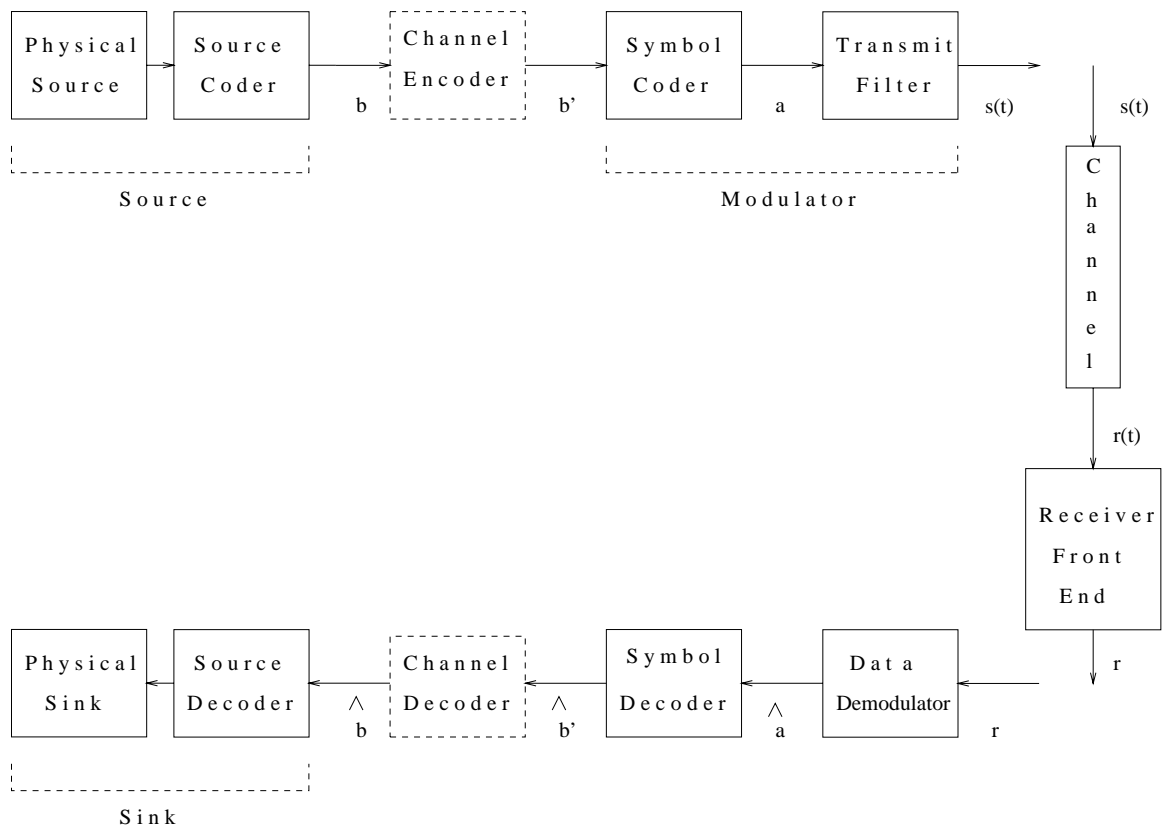 Physical
Source
Source
Coder
b
Channel
Encoder
b'
Symbol
Coder
a
Transmit
Filter
s(t)
s(t)
Source
Modulator
Channel
r(t)
Receiver
Front
End
r
Physical
Sink
Source
Decoder
^
b
Channel
Decoder
^
b'
Symbol
Decoder
^
a
Data
Demodulator
r
Sink